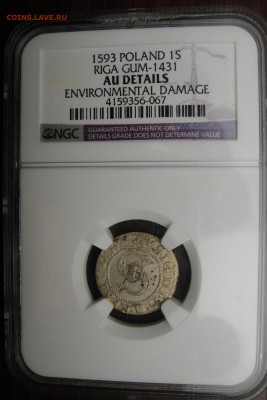 COINS.LAVE.RU
1593 POLAND 1S
RIGA GUM-1431
AU DETAILS
ENVIRONMENTAL DAMAGE
4159356-067
NGC
GUARANTEED AUTHENTIC ONLY
DETAILS GRADE DOES NOT DETERMINE VALUE